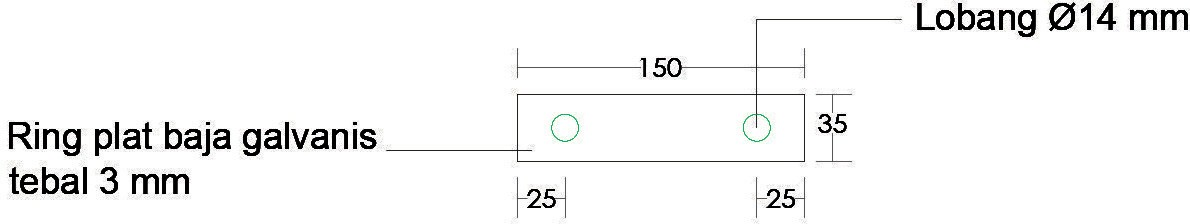 Lobang Ø14 mm
150
35
Ring plat baja galvanis
tebal 3 mm
25
25